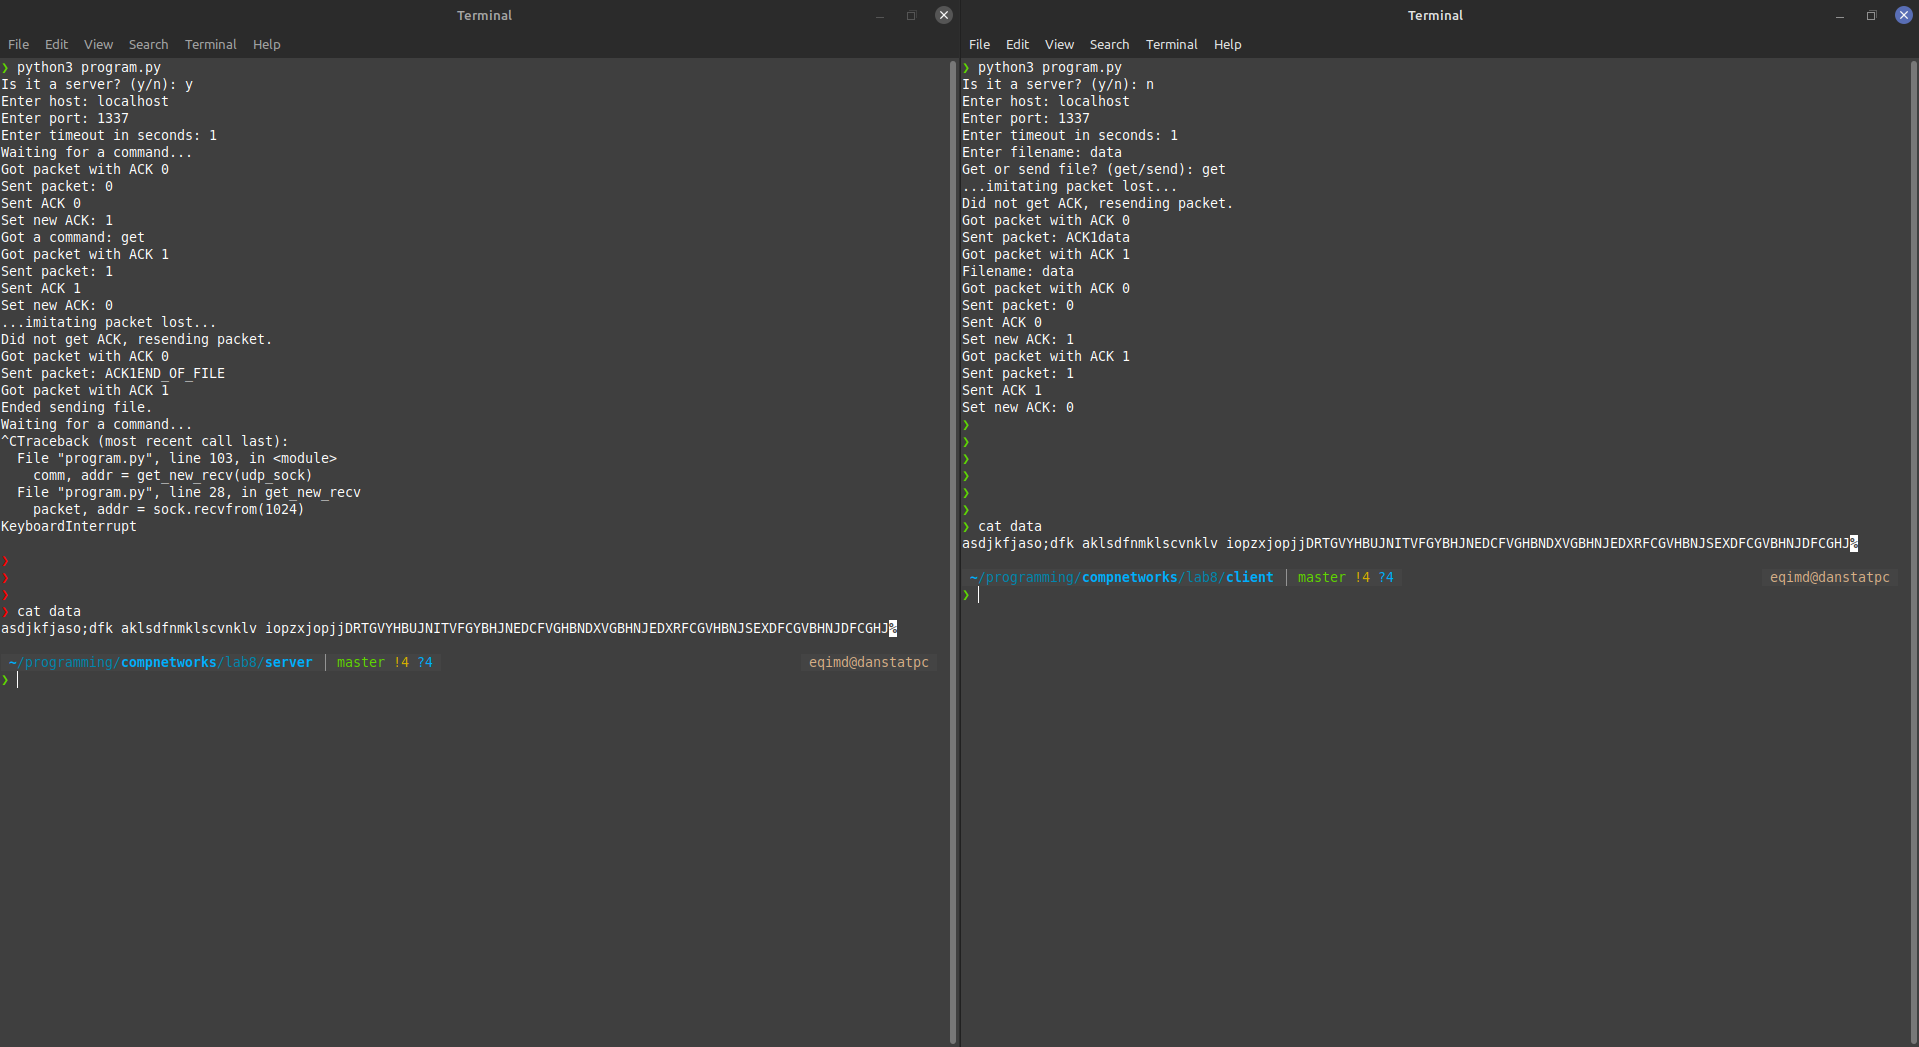 Terminal
File Edit View Search Terminal Help
❯ python3 program.py
Is it a server? (y/n): y
Enter host: localhost
Enter port: 1337
Enter timeout in seconds: 1
Waiting for a command...
Got packet with ACK 0
Sent packet: 0
Sent ACK 0
Set new ACK: 1
Got a command: get
Got packet with ACK 1
Sent packet: 1
Sent ACK 1
Set new ACK: 0
...imitating packet lost...
Did not get ACK, resending packet.
Got packet with ACK 0
Sent packet: ACK1END_OF_FILE
Got packet with ACK 1
Ended sending file.
Waiting for a command...
^CTraceback (most recent call last):
  File "program.py", line 103, in <module>
    comm, addr = get_new_recv(udp_sock)
  File "program.py", line 28, in get_new_recv
    packet, addr = sock.recvfrom(1024)
KeyboardInterrupt
❯
❯
❯
❯ cat data
asdjkfjaso;dfk aklsdfnmklscvnklv iopzxjopjjDRTGVYHBUJNITVFGYBHJNEDCFVGHBNDXVGBHNJEDXRFCGVHBNJSEXDFCGVBHNJDFCGHJ%
~/programming/compnetworks/lab8/server | master !4 ?4 eqimd@danstatpc
❯
Terminal
File Edit View Search Terminal Help
❯ python3 program.py
Is it a server? (y/n): n
Enter host: localhost
Enter port: 1337
Enter timeout in seconds: 1
Enter filename: data
Get or send file? (get/send): get
...imitating packet lost...
Did not get ACK, resending packet.
Got packet with ACK 0
Sent packet: ACK1data
Got packet with ACK 1
Filename: data
Got packet with ACK 0
Sent packet: 0
Sent ACK 0
Set new ACK: 1
Got packet with ACK 1
Sent packet: 1
Sent ACK 1
Set new ACK: 0
❯
❯
❯
❯
❯
❯
❯ cat data
asdjkfjaso;dfk aklsdfnmklscvnklv iopzxjopjjDRTGVYHBUJNITVFGYBHJNEDCFVGHBNDXVGBHNJEDXRFCGVHBNJSEXDFCGVBHNJDFCGHJ%
~/programming/compnetworks/lab8/client | master !4 ?4 eqimd@danstatpc
❯